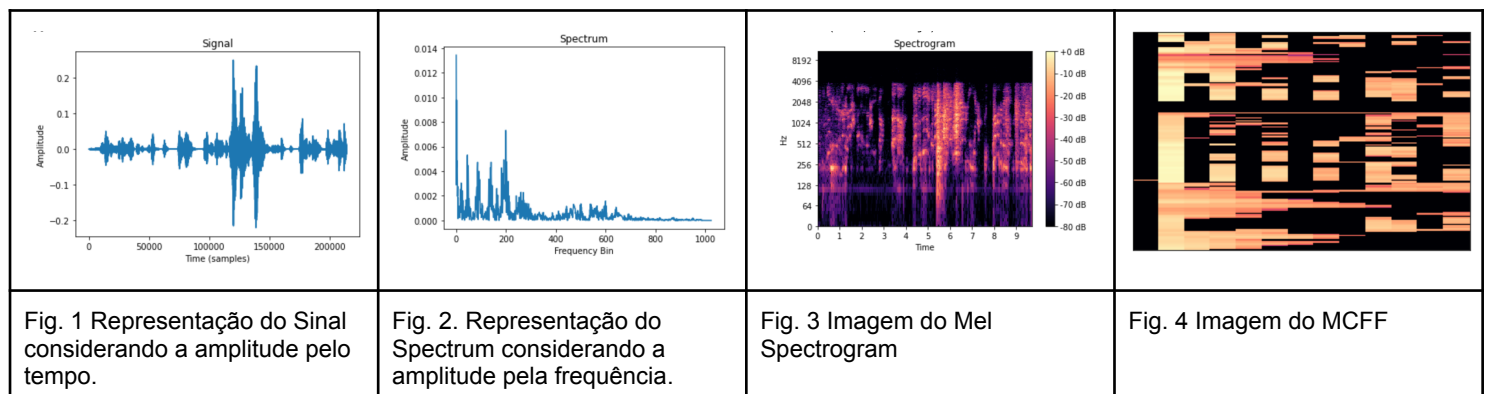 Signal
0.2
0.1
0.0
−0.1
−0.2
Amplitude
0
50000
100000
150000
200000
Time (samples)
Spectrum
0.014
0.012
0.010
0.008
0.006
0.004
0.002
0.000
Amplitude
0
200
400
600
800
1000
Frequency Bin
Spectrogram
8192
4096
2048
1024
512
256
128
64
0
Hz
0
1
2
3
4
5
6
7
8
9
Time
+0 dB
-10 dB
-20 dB
-30 dB
-40 dB
-50 dB
-60 dB
-70 dB
-80 dB
Fig. 1 Representação do Sinal
considerando a amplitude pelo
tempo.
Fig. 2. Representação do
Spectrum considerando a
amplitude pela frequência.
Fig. 3 Imagem do Mel
Spectrogram
Fig. 4 Imagem do MCFF